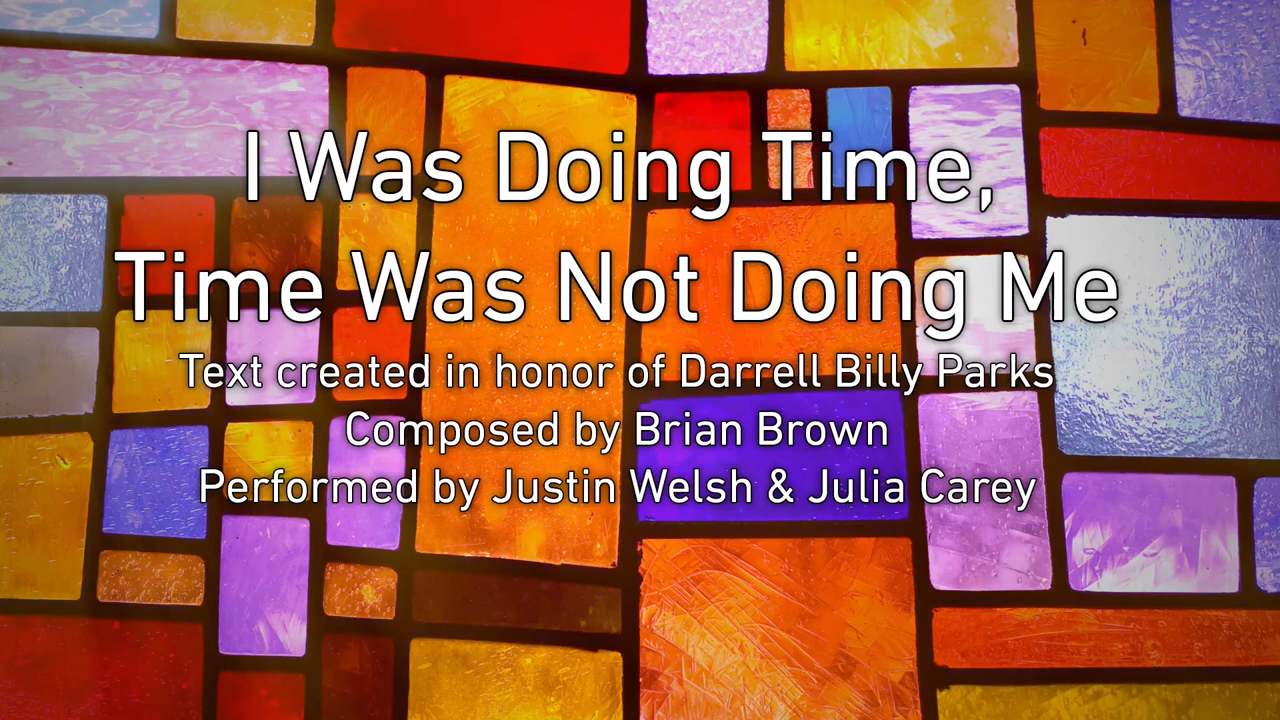 I Was Doing Time,
Time Was Not Doing Me
Text created in honor of Darrell Billy Parks
Composed by Brian Brown
Performed by Justin Welsh & Julia Carey